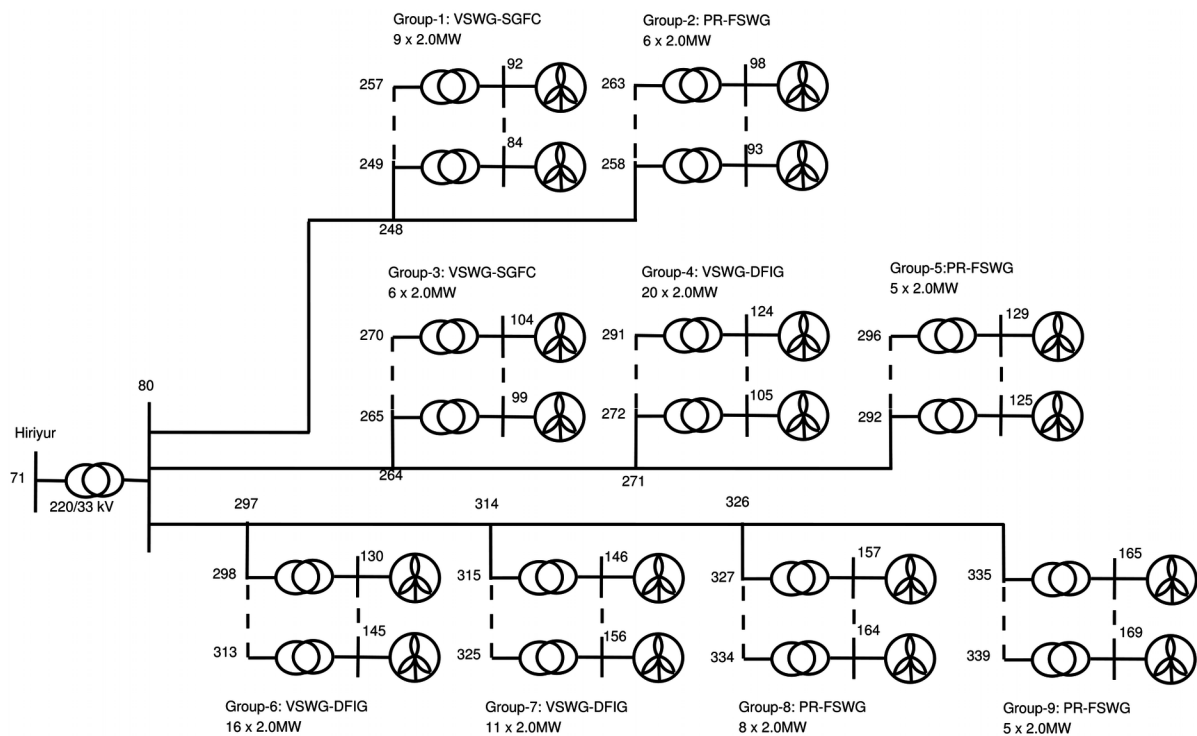 Group-1: VSWG-SGFC
9 x 2.0MW
Group-2: PR-FSWG
6 x 2.0MW
257
92
263
98
249
84
258
93
248
Group-3: VSWG-SGFC
6 x 2.0MW
Group-4: VSWG-DFIG
20 x 2.0MW
Group-5:PR-FSWG
5 x 2.0MW
270
104
291
124
296
129
265
99
272
105
292
125
264
271
80
Hiriyur
71
220/33 kV
297
314
326
298
130
315
146
327
157
335
165
313
145
325
156
334
164
339
169
Group-6: VSWG-DFIG
16 x 2.0MW
Group-7: VSWG-DFIG
11 x 2.0MW
Group-8: PR-FSWG
8 x 2.0MW
Group-9: PR-FSWG
5 x 2.0MW